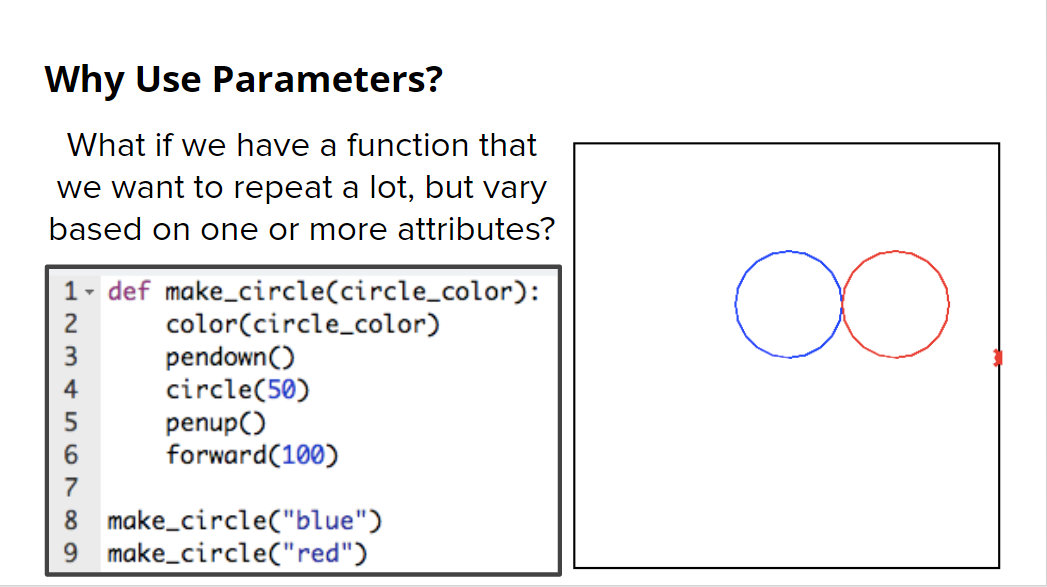 Why Use Parameters?
What if we have a function that
we want to repeat a lot, but vary
based on one or more attributes?
1 def make_circle(circle_color):
2     color(circle_color)
3     pendown()
4     circle(50)
5     penup()
6     forward(100)
7
8 make_circle("blue")
9 make_circle("red")